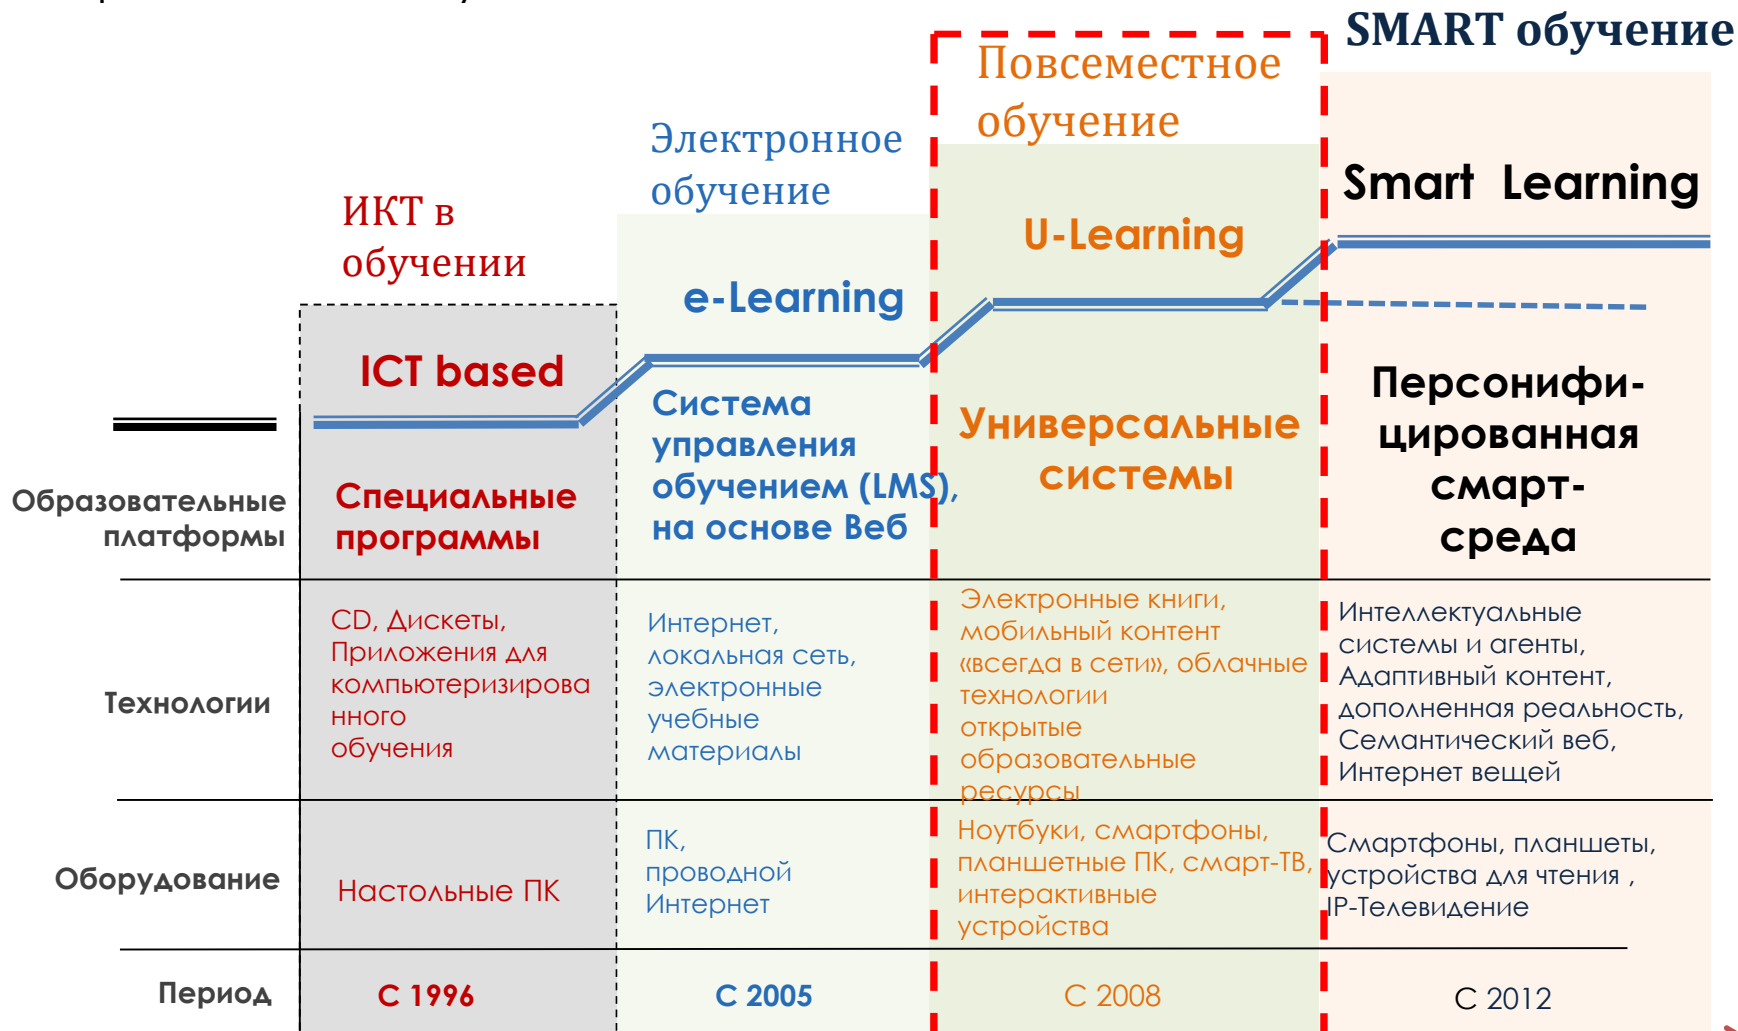 SMART обучение
Повсеместное
обучение
Электронное
обучение
ИКТ в
обучении
Smart Learning
U-Learning
e-Learning
ICT based
Образовательные
платформы
Специальные
программы
Система
управления
обучением (LMS),
на основе Веб
Универсальные
системы
Персонифи-
цированная
смарт-
среда
Технологии
CD, Дискеты,
Приложения для
компьютеризирова
нного
обучения
Интернет,
локальная сеть,
электронные
учебные
материалы
Электронные книги,
мобильный контент
«всегда в сети», облачные
технологии
открытые
образовательные
ресурсы
Интеллектуальные
системы и агенты,
Адаптивный контент,
дополненная реальность,
Семантический веб,
Интернет вещей
Оборудование
Настольные ПК
ПК,
проводной
Интернет
Ноутбуки, смартфоны,
планшетные ПК, смарт-ТВ,
интерактивные
устройства
Смартфоны, планшеты,
устройства для чтения ,
IP-Телевидение
Период
С 1996
С 2005
С 2008
С 2012